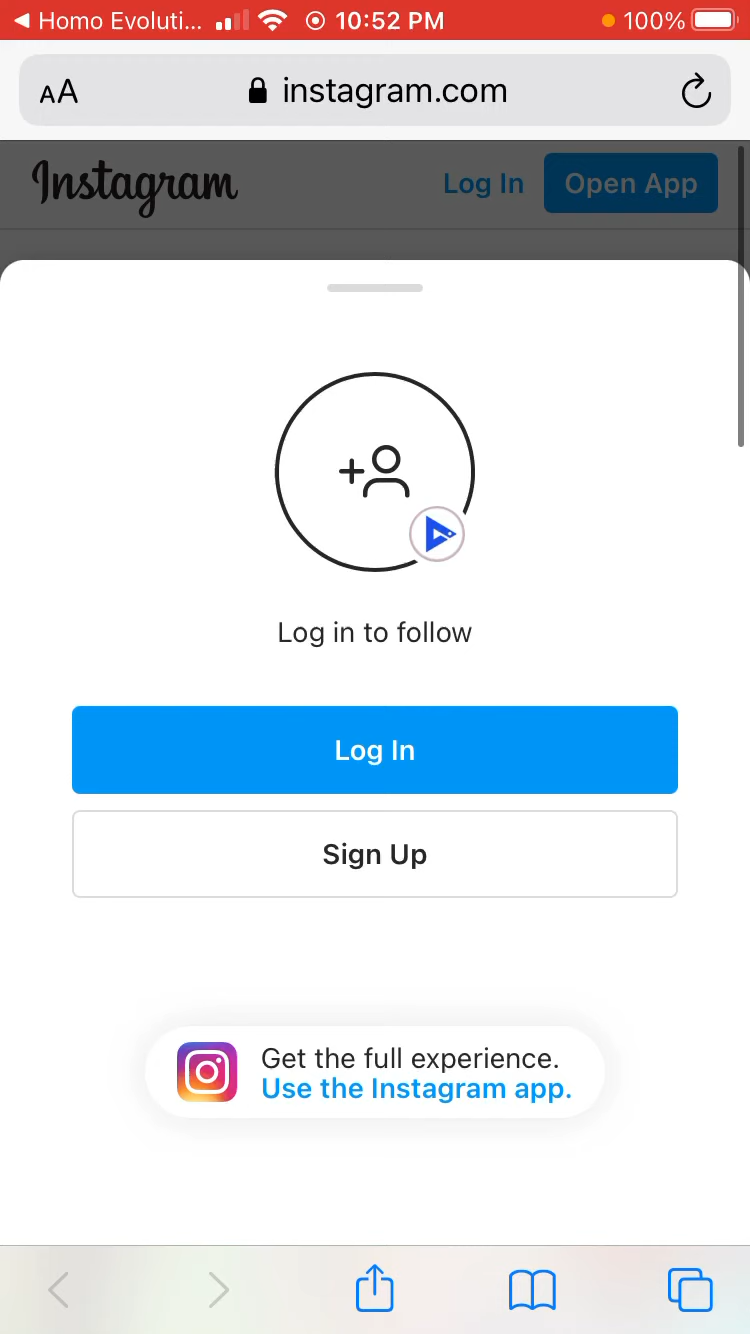 ◀ Homo Evoluti... 10:52 PM 100%
AA instagram.com
Instagram Log In Open App
Log in to follow
Log In
Sign Up
Get the full experience.
Use the Instagram app.